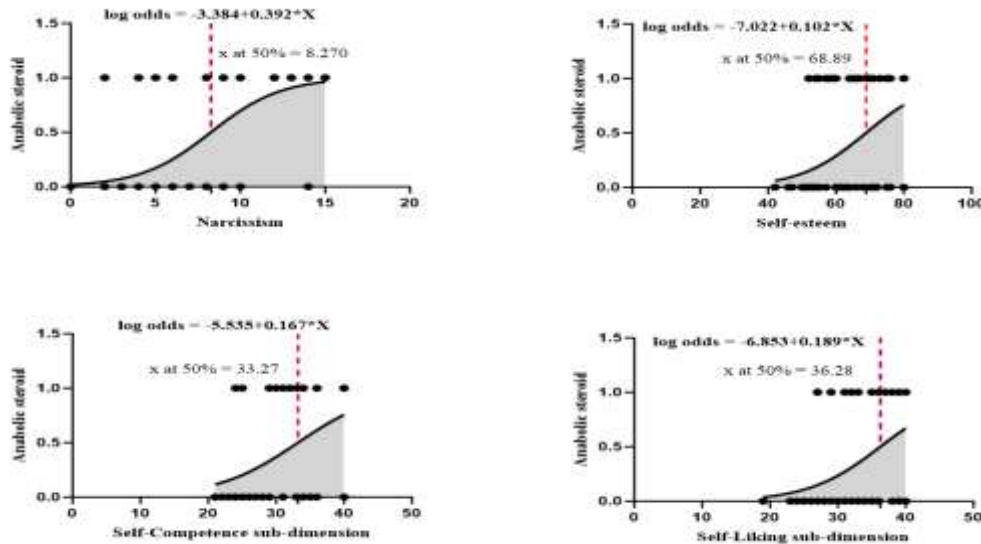 log odds = -3.384+0.392*X
x at 50% = 8.270
Anabolic steroid
1.5
1.0
0.5
0.0
0
5
10
15
20
Narcissism
log odds = -7.022+0.102*X
x at 50% = 68.89
Anabolic steroid
1.5
1.0
0.5
0.0
0
20
40
60
80
100
Self-esteem
log odds = -5.535+0.167*X
x at 50% = 33.27
Anabolic steroid
1.5
1.0
0.5
0.0
0
10
20
30
40
50
Self-Competence sub-dimension
log odds = -6.853+0.189*X
x at 50% = 36.28
Anabolic steroid
1.5
1.0
0.5
0.0
0
10
20
30
40
50
Self-Liking sub-dimension